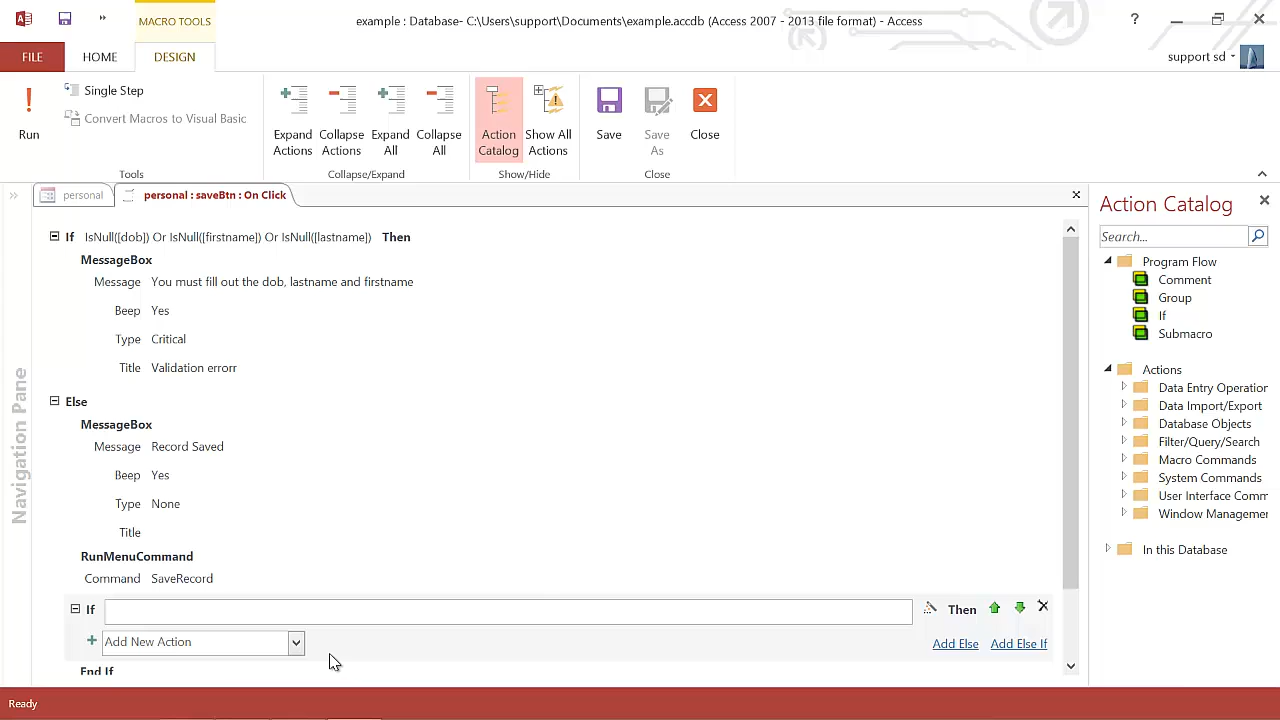 MACRO TOOLS
example : Database- C:\Users\support\Documents\example.accdb (Access 2007 - 2013 file format) - Access
?
FILE
HOME
DESIGN
support sd
Run
Single Step
Convert Macros to Visual Basic
Tools
Expand Actions
Collapse Actions
Expand All
Collapse All
Collapse/Expand
Action Catalog
Show All Actions
Show/Hide
Save
Save As
Close
Close
personal
personal : saveBtn : On Click
Navigation Pane
If IsNull([dob]) Or IsNull([firstname]) Or IsNull([lastname]) Then
MessageBox
Message You must fill out the dob, lastname and firstname
Beep Yes
Type Critical
Title Validation errorr
Else
MessageBox
Message Record Saved
Beep Yes
Type None
Title
RunMenuCommand
Command SaveRecord
If Then
Add New Action
Add Else Add Else If
End If
Action Catalog
Search...
Program Flow
Comment
Group
If
Submacro
Actions
Data Entry Operation
Data Import/Export
Database Objects
Filter/Query/Search
Macro Commands
System Commands
User Interface Comm
Window Managemer
In this Database
Ready